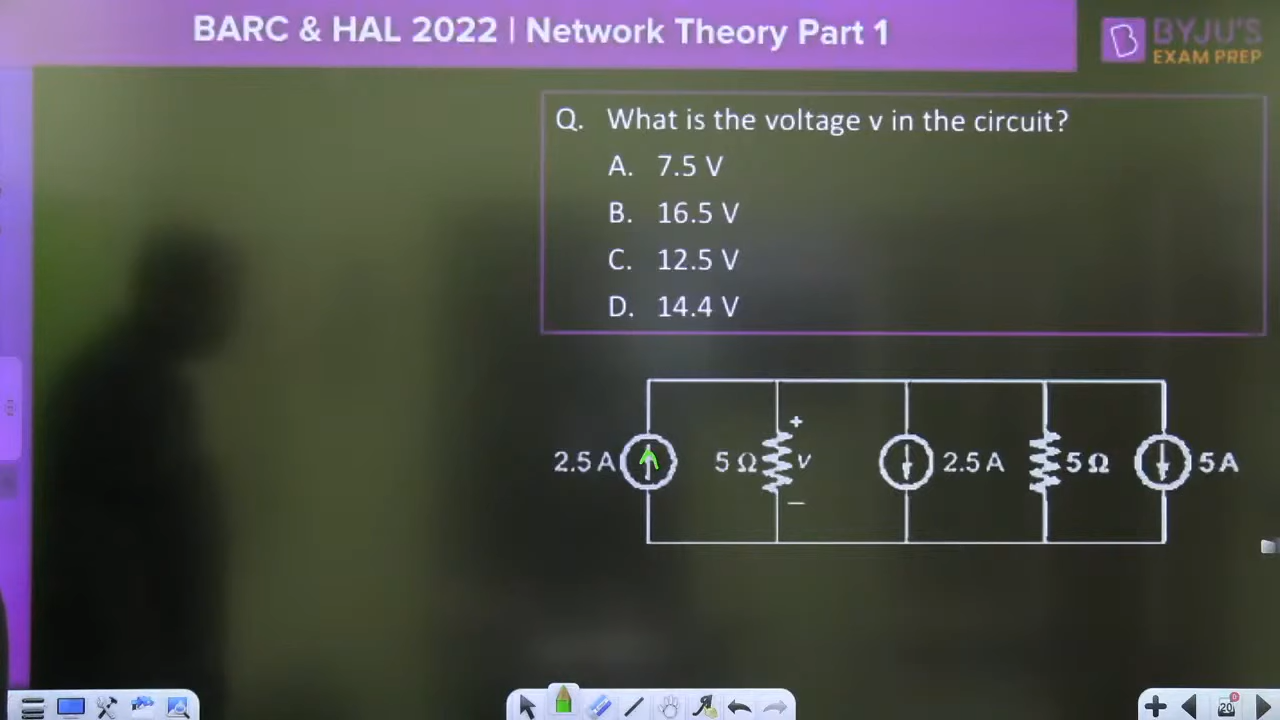 BARC & HAL 2022 | Network Theory Part 1
BYJU'S
EXAM PREP
Q. What is the voltage v in the circuit?
A. 7.5 V
B. 16.5 V
C. 12.5 V
D. 14.4 V
2.5 A 5 Ω + v − 2.5 A 5 Ω 5 A
20